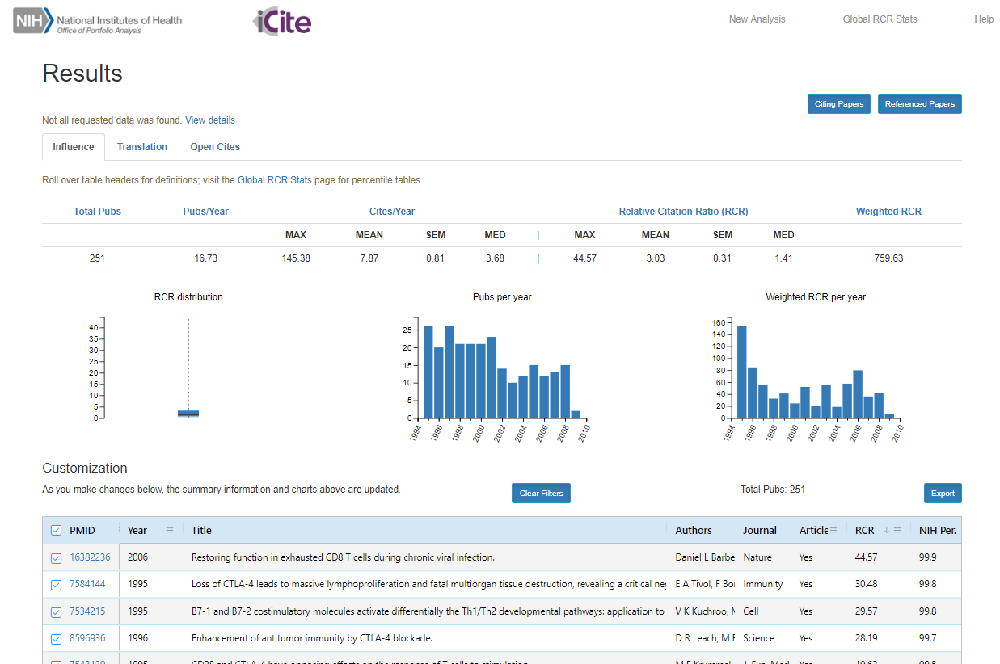 NIH National Institutes of Health
Office of Portfolio Analysis
iCite
New Analysis Global RCR Stats Help
Results
Citing Papers Referenced Papers
Not all requested data was found. View details
Influence Translation Open Cites
Roll over table headers for definitions; visit the Global RCR Stats page for percentile tables
Total Pubs Pubs/Year Cites/Year Relative Citation Ratio (RCR) Weighted RCR
MAX MEAN SEM MED | MAX MEAN SEM MED
251 16.73 145.38 7.87 0.81 3.68 | 44.57 3.03 0.31 1.41 759.63
RCR distribution
40
35
30
25
20
15
10
5
0
Pubs per year
25
20
15
10
5
0
1994 1996 1998 2000 2002 2004 2006 2008 2010
Weighted RCR per year
160
140
120
100
80
60
40
20
0
1994 1996 1998 2000 2002 2004 2006 2008 2010
Customization
As you make changes below, the summary information and charts above are updated.
Clear Filters
Total Pubs: 251
Export
PMID Year Title Authors Journal Article RCR NIH Per.
16382236 2006 Restoring function in exhausted CD8 T cells during chronic viral infection. Daniel L Barbe Nature Yes 44.57 99.9
7584144 1995 Loss of CTLA-4 leads to massive lymphoproliferation and fatal multiorgan tissue destruction, revealing a critical neg E A Tivol, F Bor Immunity Yes 30.48 99.8
7534215 1995 B7-1 and B7-2 costimulatory molecules activate differentially the Th1/Th2 developmental pathways: application to V K Kuchroo, M Cell Yes 29.57 99.8
8596936 1996 Enhancement of antitumor immunity by CTLA-4 blockade. D R Leach, M F Science Yes 28.19 99.7
7543139 1995 CD28 and CTLA-4 have opposing effects on the response of T cells to stimulation. M F Krummel, J. Exp. Med. Yes 19.62 99.5